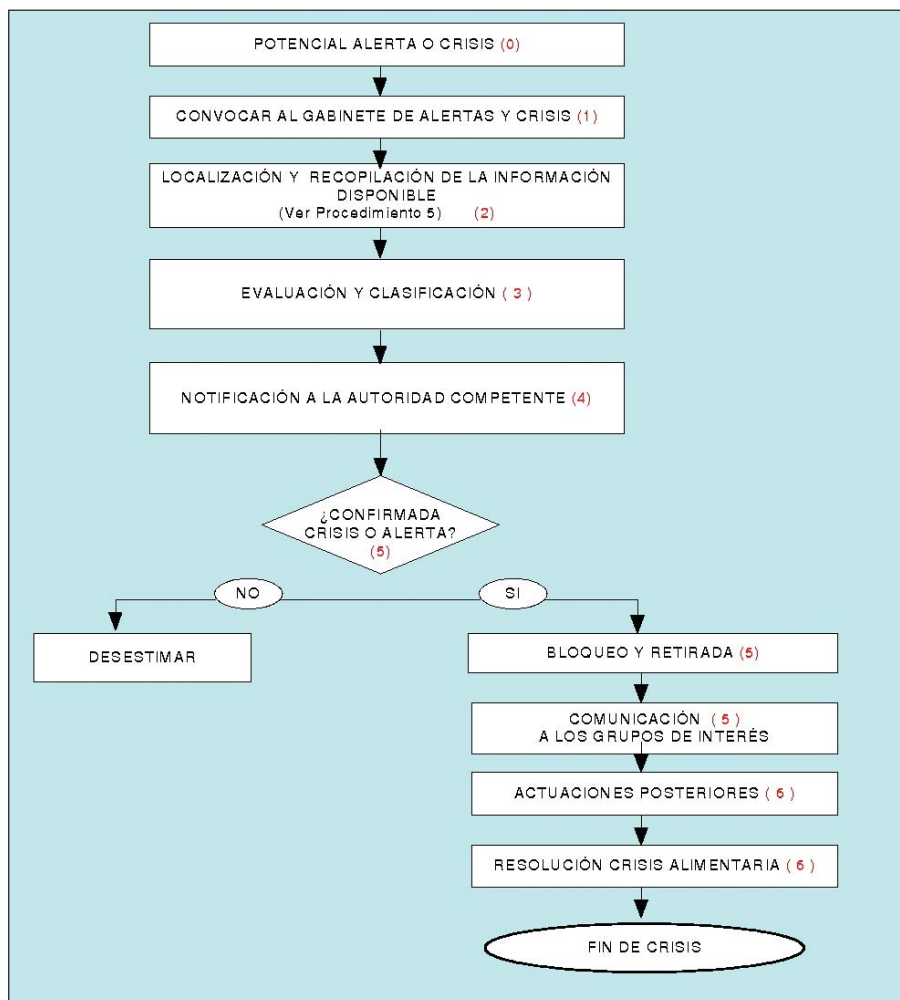 POTENCIAL ALERTA O CRISIS (0)
CONVOCAR AL GABINETE DE ALERTAS Y CRISIS (1)
LOCALIZACIÓN Y RECOPILACIÓN DE LA INFORMACIÓN
DISPONIBLE
(Ver Procedimiento 5) (2)
EVALUACIÓN Y CLASIFICACIÓN ( 3 )
NOTIFICACIÓN A LA AUTORIDAD COMPETENTE (4)
¿CONFIRMADA
CRISIS O ALERTA?
(5)
NO
SI
DESESTIMAR
BLOQUEO Y RETIRADA (5)
COMUNICACIÓN ( 5 )
A LOS GRUPOS DE INTERÉS
ACTUACIONES POSTERIORES ( 6 )
RESOLUCIÓN CRISIS ALIMENTARIA ( 6 )
FIN DE CRISIS